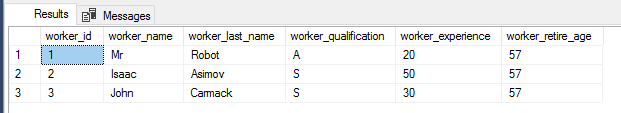 Results Messages
worker_id worker_name worker_last_name worker_qualification worker_experience worker_retire_age
1 1 Mr Robot A 20 57
2 2 Isaac Asimov S 50 57
3 3 John Carmack S 30 57